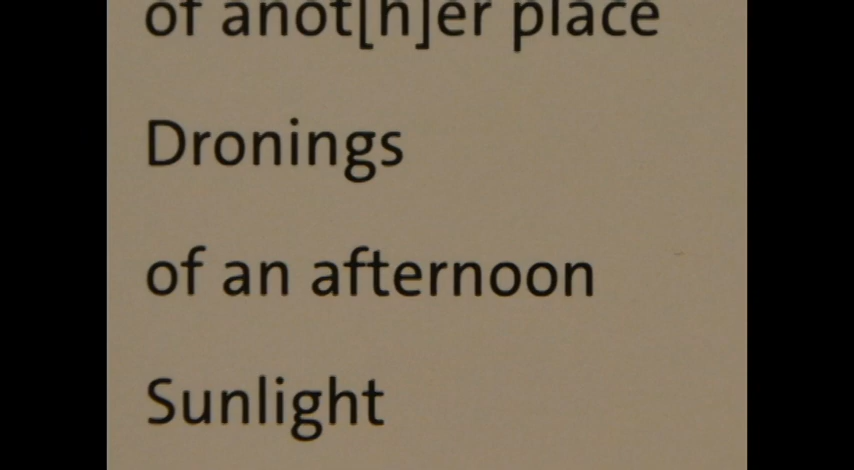 of anot[h]er place
Dronings
of an afternoon
Sunlight